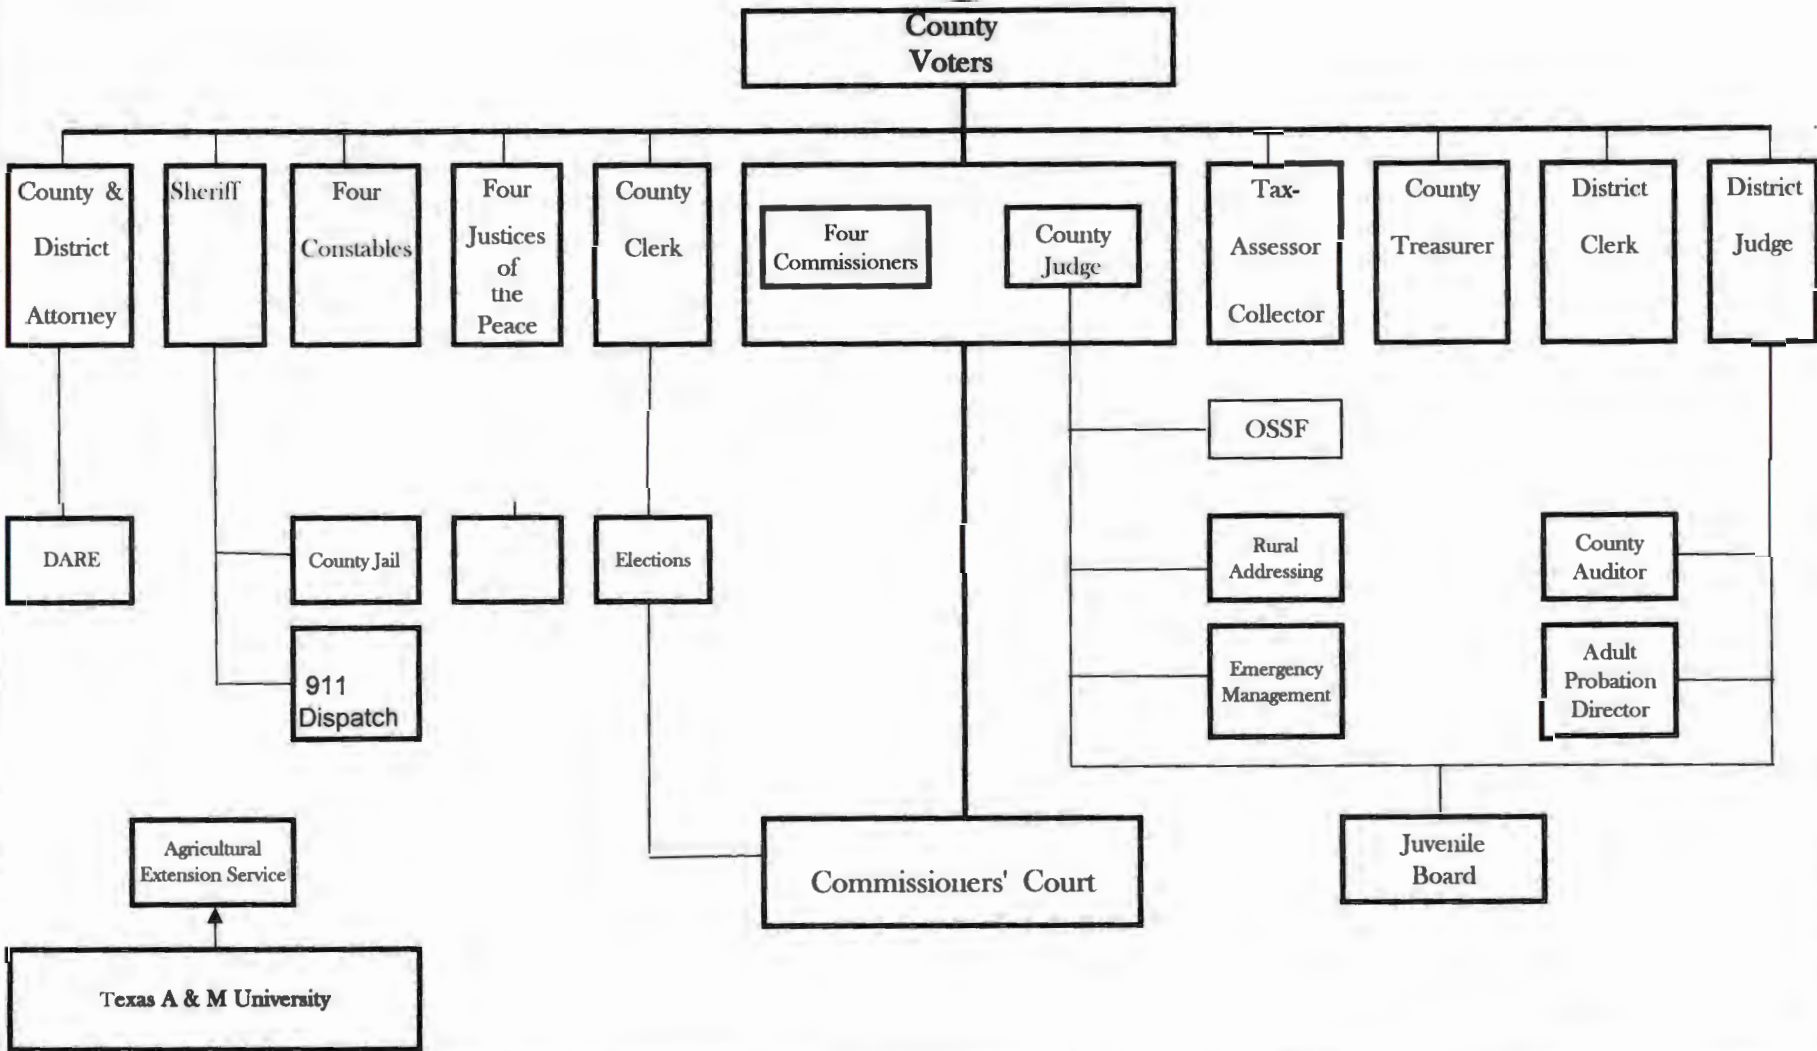 County
Voters
County &
District
Attorney
Sheriff
Four
Constables
Four
Justices
of
the
Peace
County
Clerk
Four
Commissioners
County
Judge
Tax-
Assessor
Collector
County
Treasurer
District
Clerk
District
Judge
OSSF
DARE
County Jail
Elections
Rural
Addressing
County
Auditor
911
Dispatch
Emergency
Management
Adult
Probation
Director
Agricultural
Extension Service
Commissioners' Court
Juvenile
Board
Texas A & M University